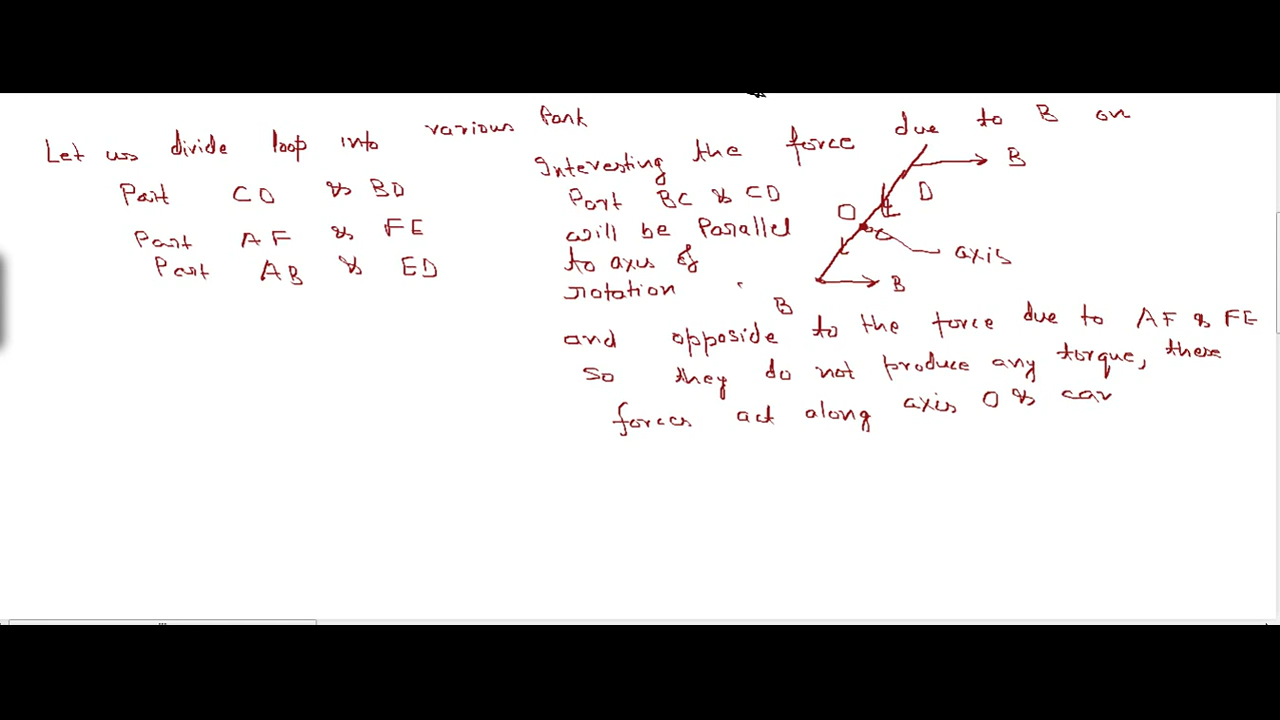 Let us divide loop into various Part
Part CD & BD
Part AF & FE
Part AB & ED
Interesting the force due to B on
Part BC & CD
will be Parallel
to axis of
rotation
B
D
O
axis
B
B
and opposide to the force due to AF & FE
So they do not produce any torque, these
forces act along axis O & can